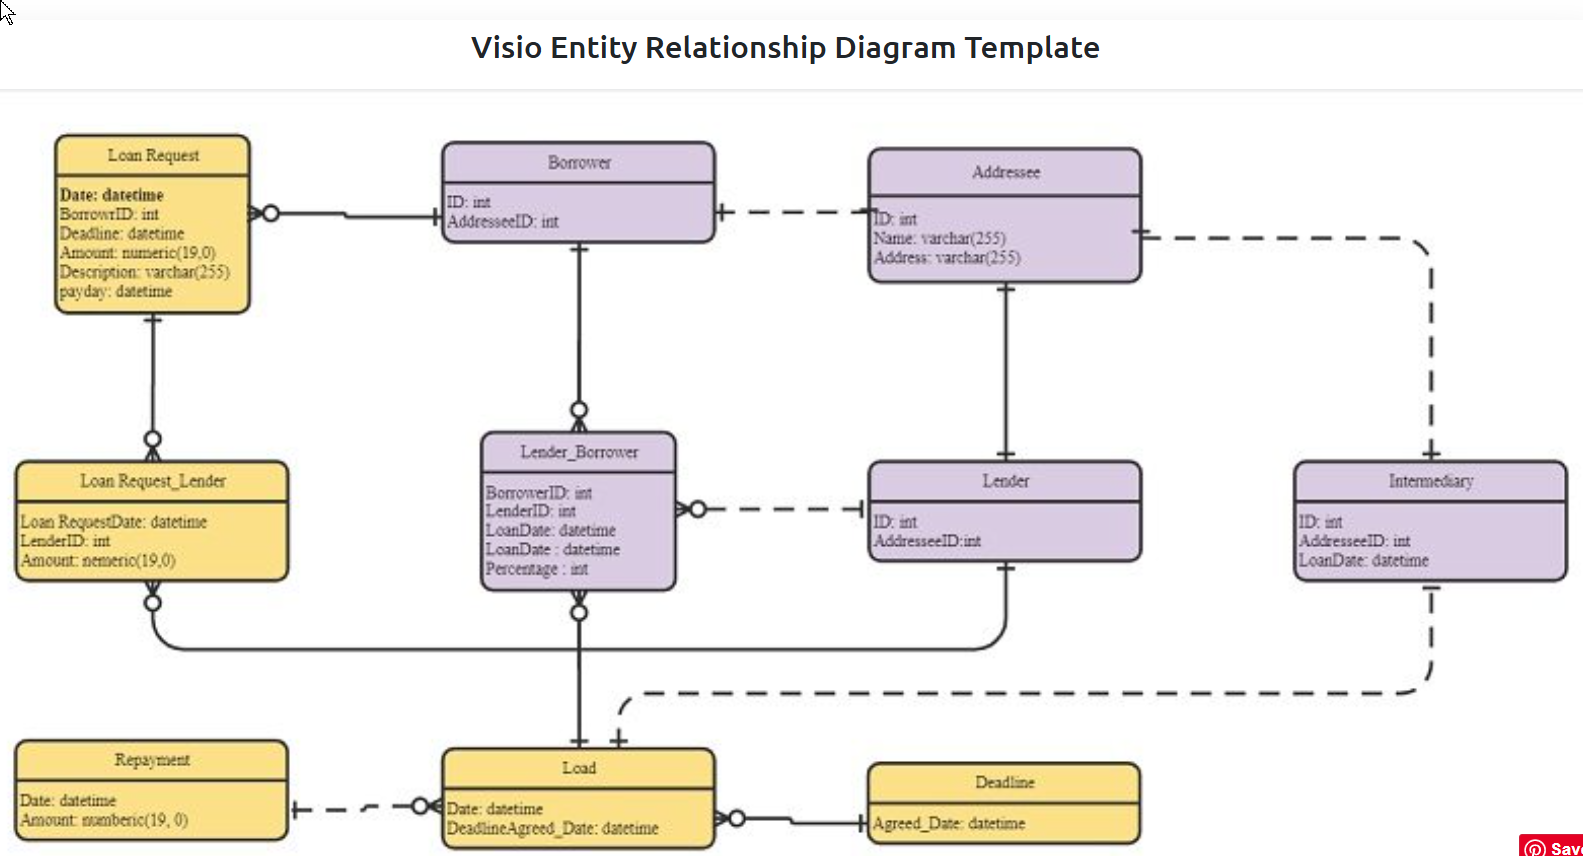 Visio Entity Relationship Diagram Template
Loan Request
Date: datetime
BorrowrID: int
Deadline: datetime
Amount: numeric(19,0)
Description: varchar(255)
payday: datetime
Borrower
ID: int
AddresseeID: int
Addressee
ID: int
Name: varchar(255)
Address: varchar(255)
Loan Request_Lender
Loan RequestDate: datetime
LenderID: int
Amount: nemeric(19,0)
Lender_Borrower
BorrowerID: int
LenderID: int
LoanDate: datetime
LoanDate : datetime
Percentage : int
Lender
ID: int
AddresseeID:int
Intermediary
ID: int
AddresseeID: int
LoanDate: datetime
Repayment
Date: datetime
Amount: numberic(19, 0)
Load
Date: datetime
DeadlineAgreed_Date: datetime
Deadline
Agreed_Date: datetime
Save